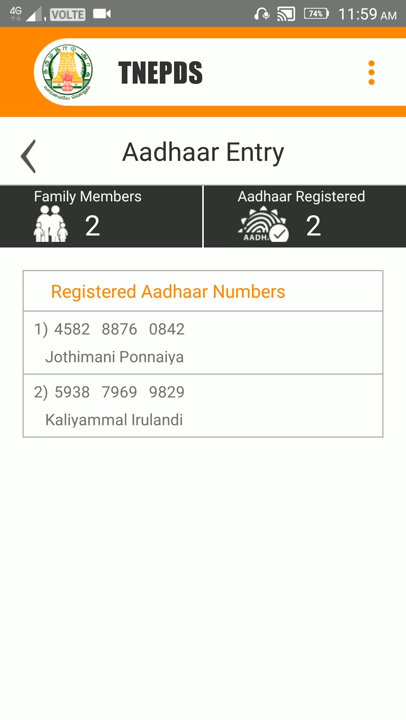 4G VOLTE 74% 11:59 AM
TNEPDS
Aadhaar Entry
Family Members
2
Aadhaar Registered
AADH. 2
Registered Aadhaar Numbers
1) 4582 8876 0842
Jothimani Ponnaiya
2) 5938 7969 9829
Kaliyammal Irulandi